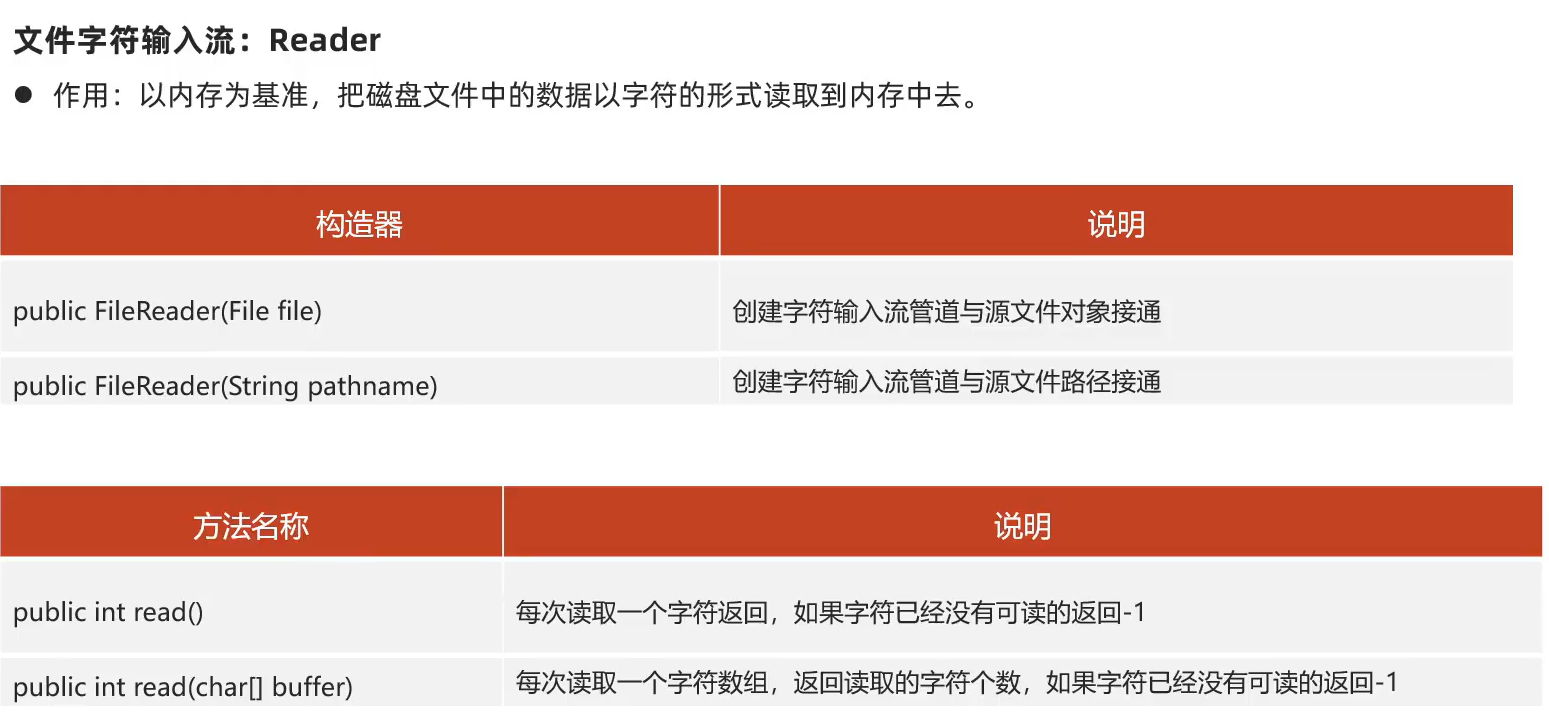 文件字符输入流：Reader
● 作用：以内存为基准，把磁盘文件中的数据以字符的形式读取到内存中去。
构造器 说明
public FileReader(File file) 创建字符输入流管道与源文件对象接通
public FileReader(String pathname) 创建字符输入流管道与源文件路径接通
方法名称 说明
public int read() 每次读取一个字符返回，如果字符已经没有可读的返回-1
public int read(char[] buffer) 每次读取一个字符数组，返回读取的字符个数，如果字符已经没有可读的返回-1